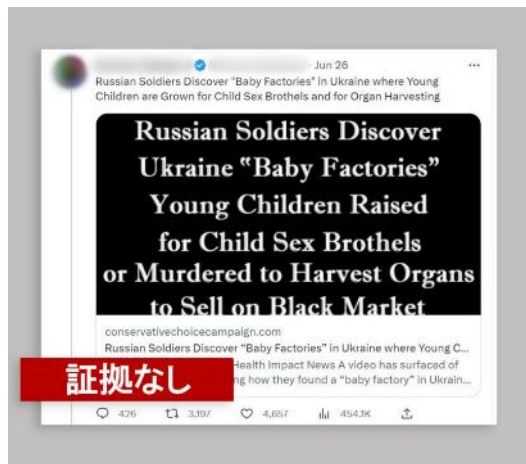 Jun 26
Russian Soldiers Discover "Baby Factories" in Ukraine where Young
Children are Grown for Child Sex Brothels and for Organ Harvesting
Russian Soldiers Discover
Ukraine "Baby Factories"
Young Children Raised
for Child Sex Brothels
or Murdered to Harvest Organs
to Sell on Black Market
conservativechoicecampaign.com
Russian Soldiers Discover "Baby Factories" in Ukraine where Young C...
Health Impact News A video has surfaced of
ng how they found a "baby factory" in Ukrain...
証拠なし
426 3,197 4,657 454.1K